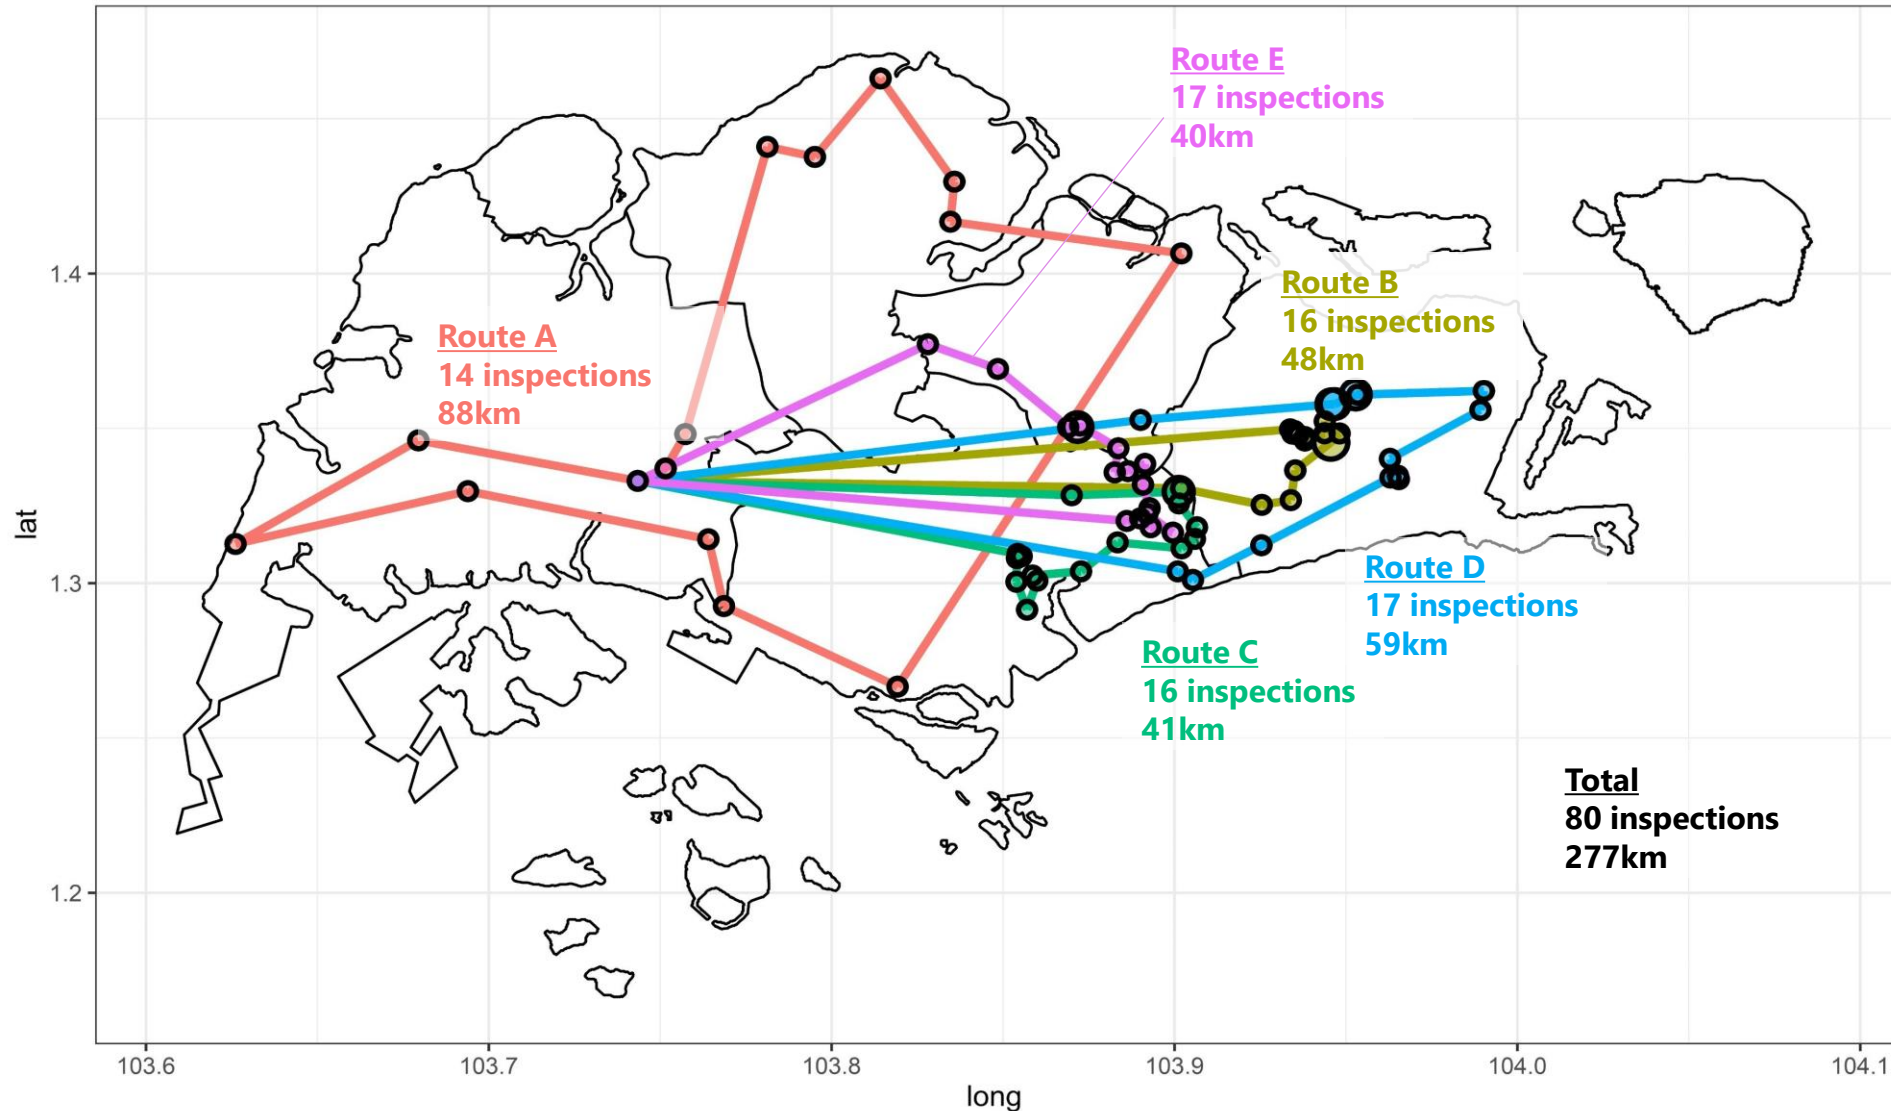 Route E
17 inspections
40km
Route B
16 inspections
48km
Route A
14 inspections
88km
Route D
17 inspections
59km
Route C
16 inspections
41km
Total
80 inspections
277km
lat
1.4
1.3
1.2
103.6
103.7
103.8
103.9
104.0
104.1
long